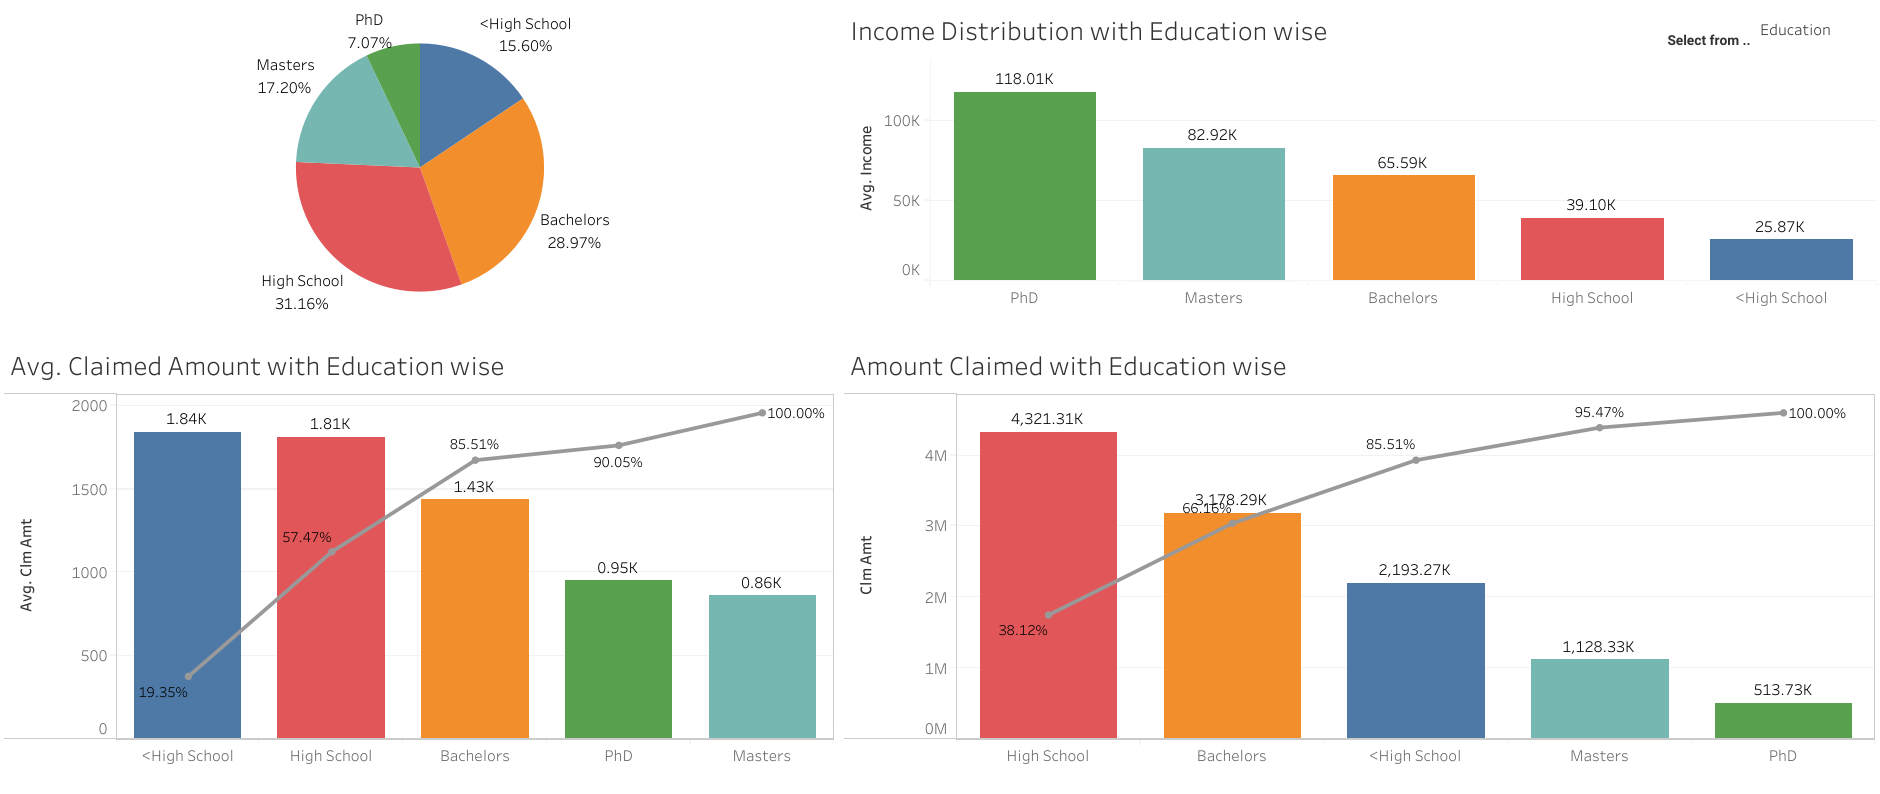 PhD
7.07%
<High School
15.60%
Masters
17.20%
Bachelors
28.97%
High School
31.16%
Income Distribution with Education wise
Select from ..
Education
Avg. Income
100K
50K
0K
118.01K
82.92K
65.59K
39.10K
25.87K
PhD
Masters
Bachelors
High School
<High School
Avg. Claimed Amount with Education wise
Avg. Clm Amt
2000
1500
1000
500
0
1.84K
1.81K
1.43K
0.95K
0.86K
19.35%
57.47%
85.51%
90.05%
100.00%
<High School
High School
Bachelors
PhD
Masters
Amount Claimed with Education wise
Clm Amt
4M
3M
2M
1M
0M
4,321.31K
3,178.29K
2,193.27K
1,128.33K
513.73K
38.12%
66.16%
85.51%
95.47%
100.00%
High School
Bachelors
<High School
Masters
PhD